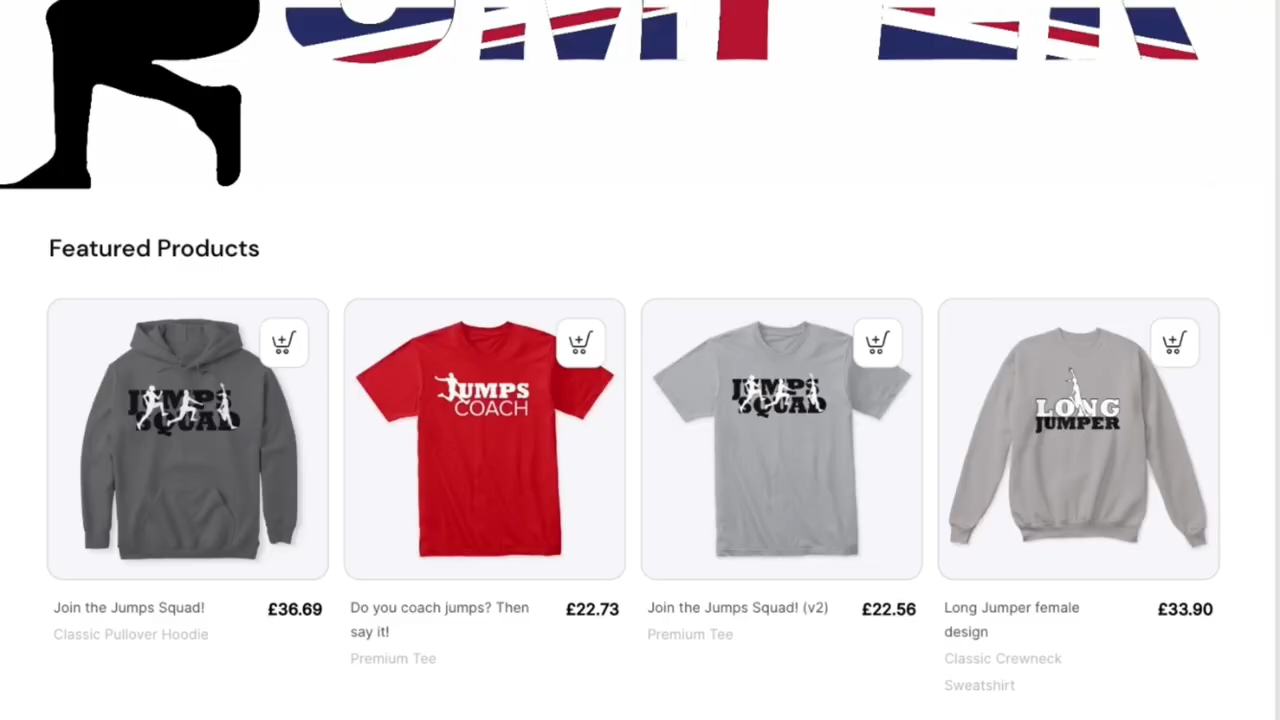 Featured Products
JUMPS
SQUAD
JUMPS
COACH
JUMPS
SQUAD
LONG
JUMPER
Join the Jumps Squad!
£36.69
Classic Pullover Hoodie
Do you coach jumps? Then
say it!
£22.73
Premium Tee
Join the Jumps Squad! (v2)
£22.56
Premium Tee
Long Jumper female
design
£33.90
Classic Crewneck
Sweatshirt